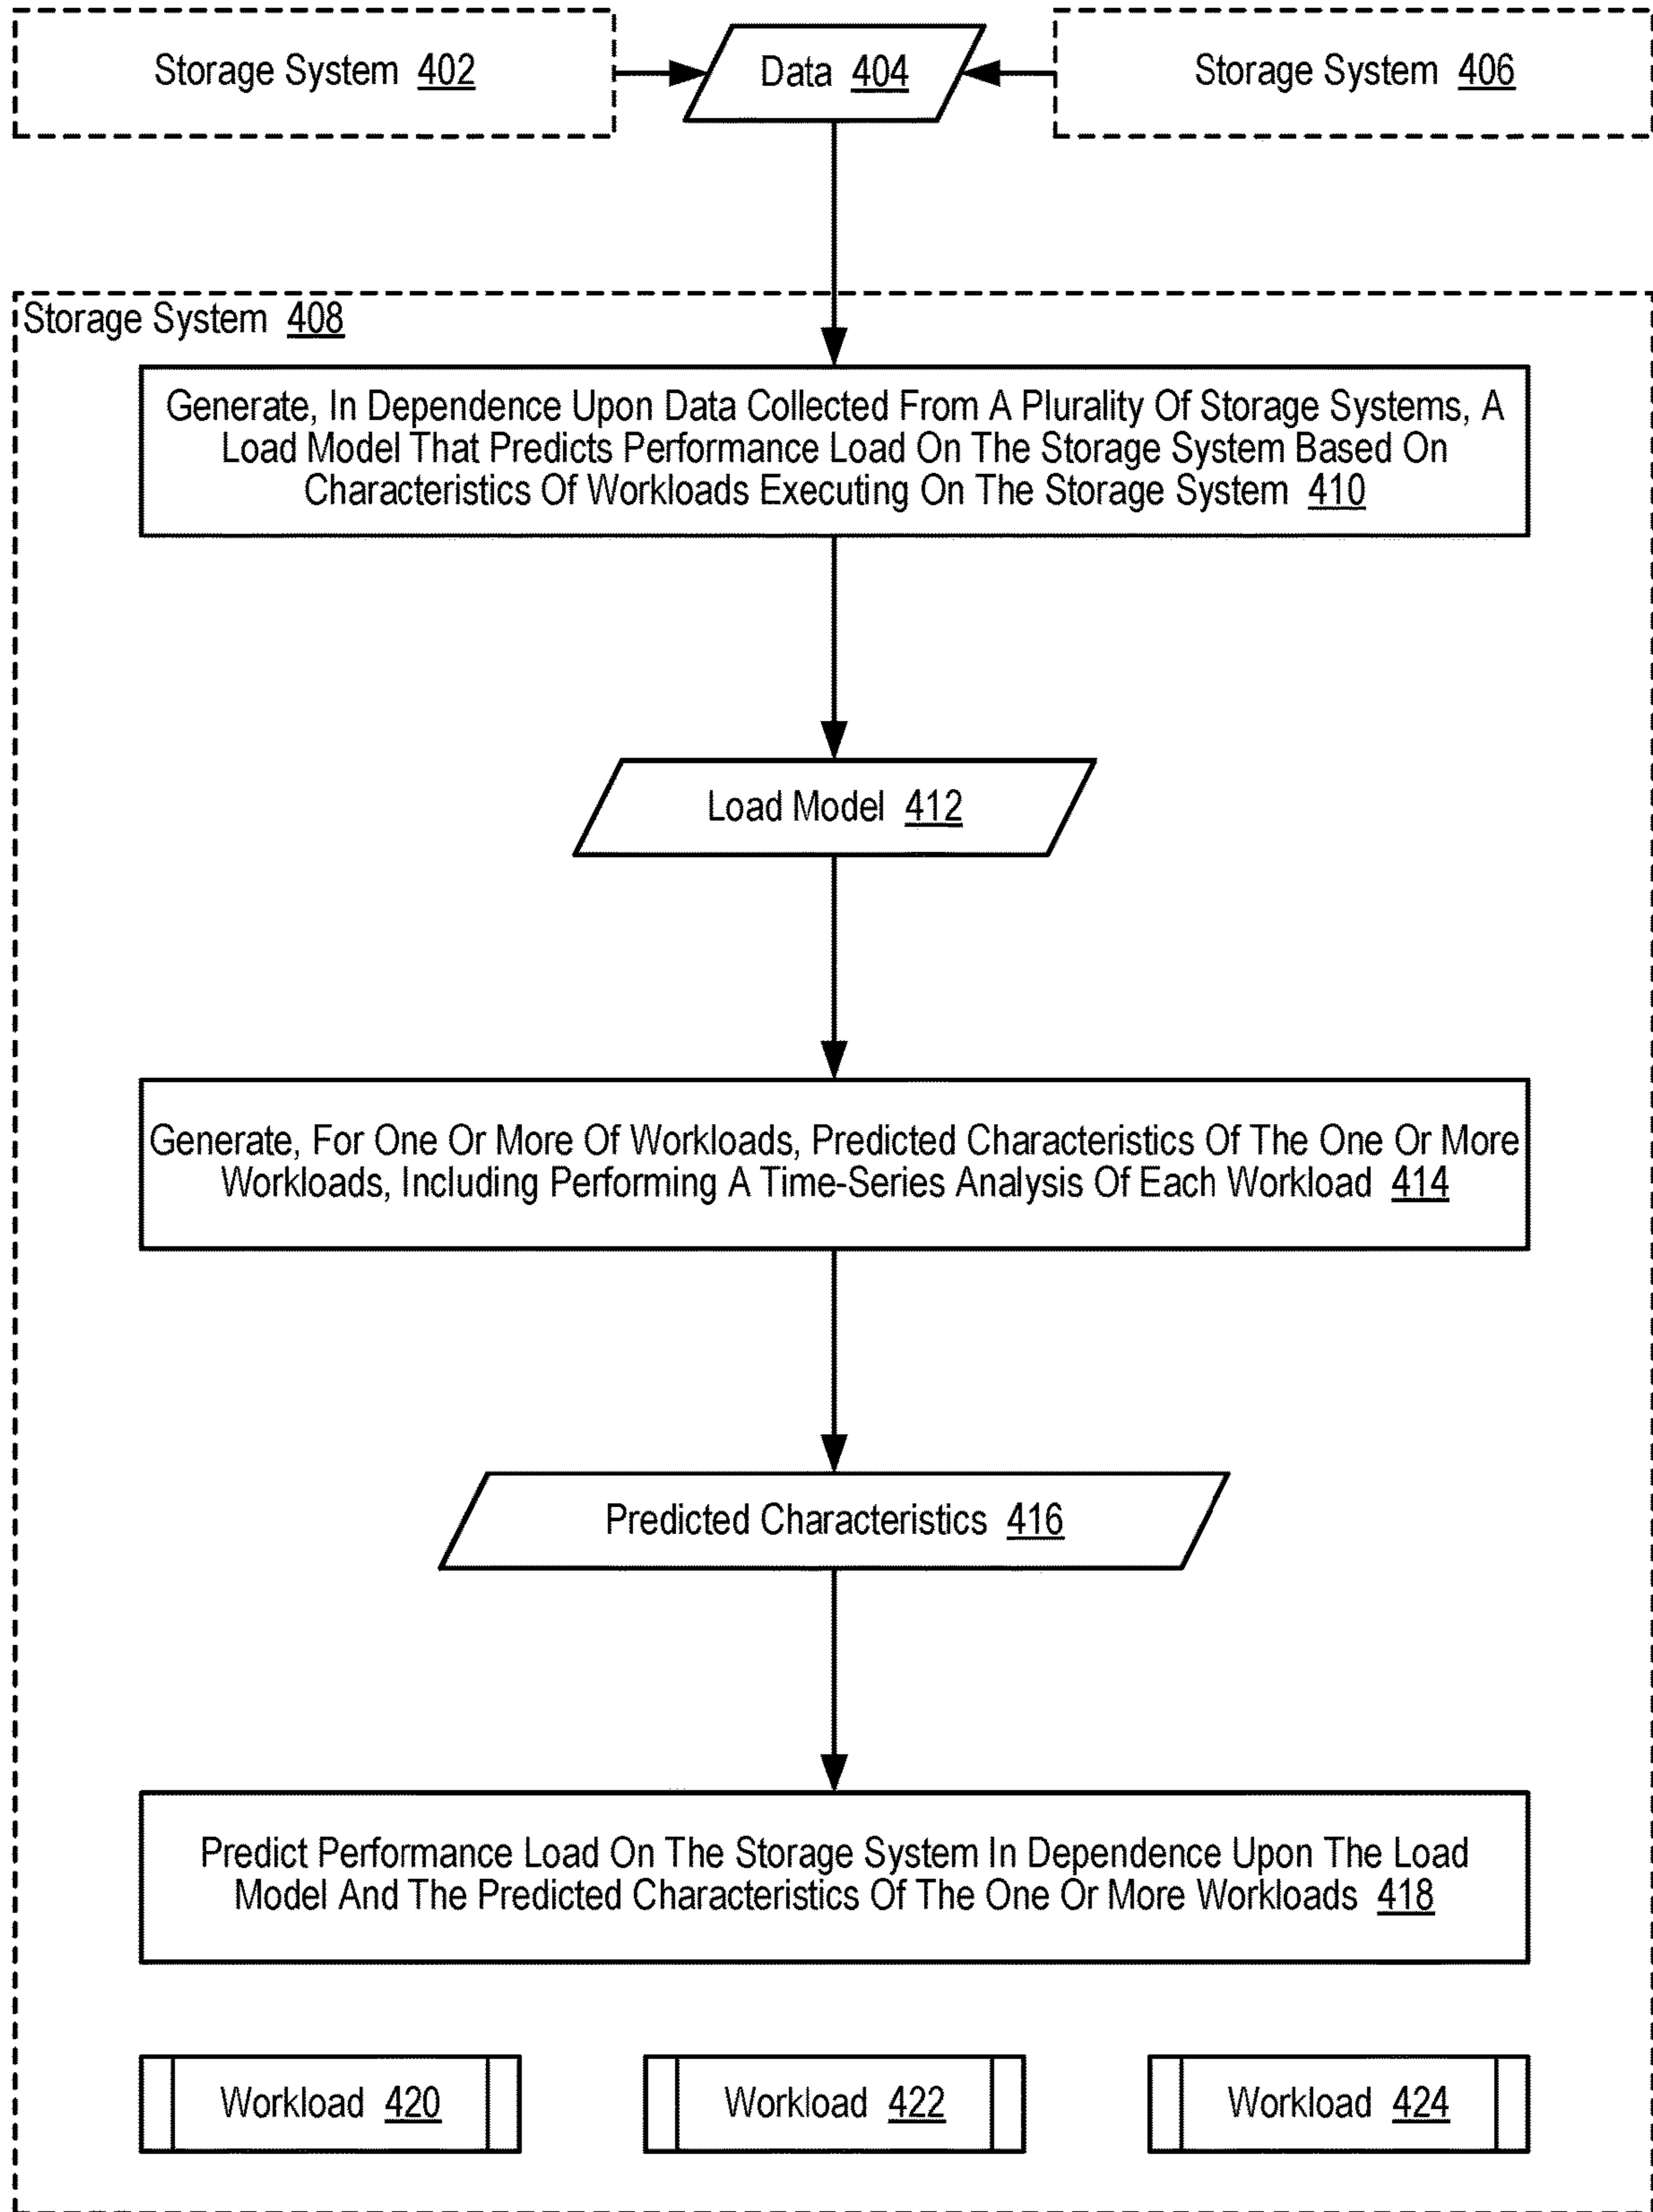 Storage System 402
Data 404
Storage System 406
Storage System 408
Generate, In Dependence Upon Data Collected From A Plurality Of Storage Systems, A
Load Model That Predicts Performance Load On The Storage System Based On
Characteristics Of Workloads Executing On The Storage System 410
Load Model 412
Generate, For One Or More Of Workloads, Predicted Characteristics Of The One Or More
Workloads, Including Performing A Time-Series Analysis Of Each Workload 414
Predicted Characteristics 416
Predict Performance Load On The Storage System In Dependence Upon The Load
Model And The Predicted Characteristics Of The One Or More Workloads 418
Workload 420
Workload 422
Workload 424